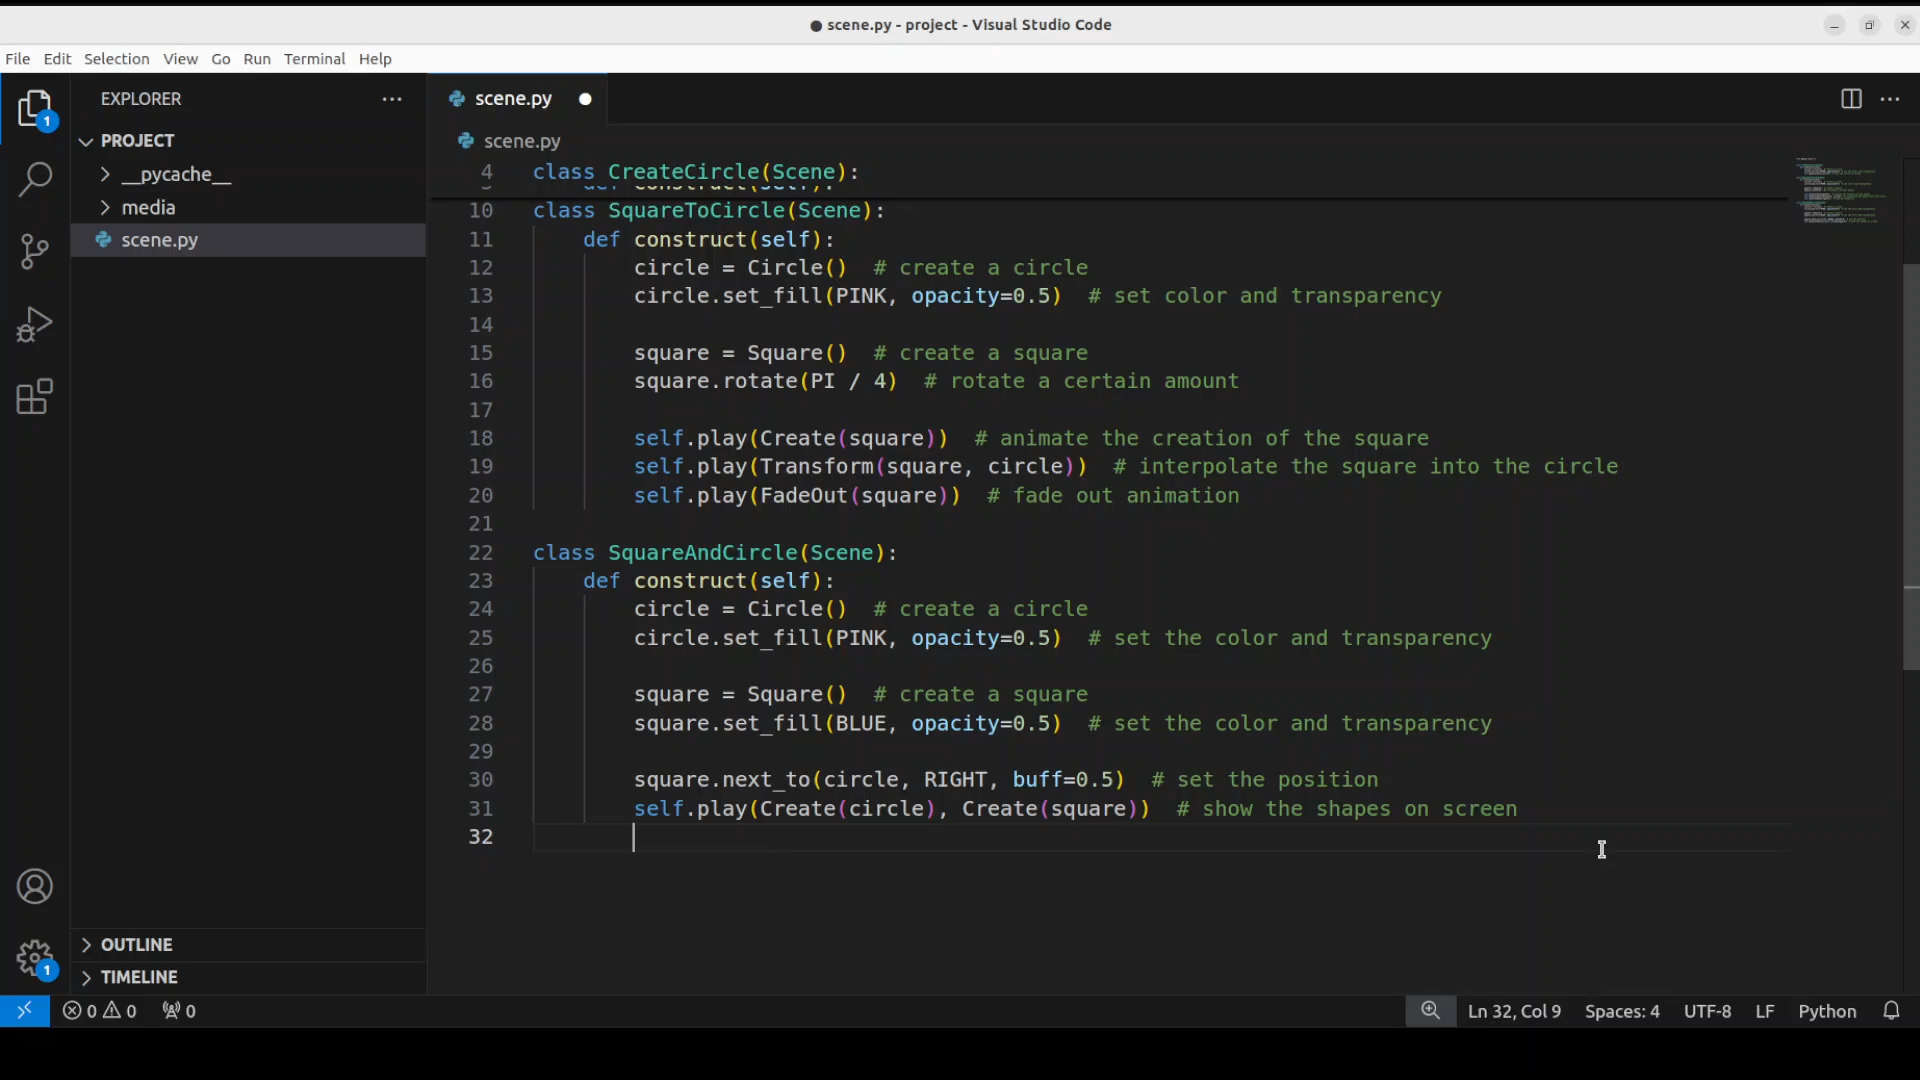 scene.py - project - Visual Studio Code
File Edit Selection View Go Run Terminal Help
EXPLORER
scene.py
1
PROJECT
scene.py
__pycache__
media
scene.py
4 class CreateCircle(Scene):
def construct(self):
10 class SquareToCircle(Scene):
11 def construct(self):
12 circle = Circle()  # create a circle
13 circle.set_fill(PINK, opacity=0.5)  # set color and transparency
14
15 square = Square()  # create a square
16 square.rotate(PI / 4)  # rotate a certain amount
17
18 self.play(Create(square))  # animate the creation of the square
19 self.play(Transform(square, circle))  # interpolate the square into the circle
20 self.play(FadeOut(square))  # fade out animation
21
22 class SquareAndCircle(Scene):
23 def construct(self):
24 circle = Circle()  # create a circle
25 circle.set_fill(PINK, opacity=0.5)  # set the color and transparency
26
27 square = Square()  # create a square
28 square.set_fill(BLUE, opacity=0.5)  # set the color and transparency
29
30 square.next_to(circle, RIGHT, buff=0.5)  # set the position
31 self.play(Create(circle), Create(square))  # show the shapes on screen
32
OUTLINE
1
TIMELINE
0 0 0 Ln 32, Col 9 Spaces: 4 UTF-8 LF Python